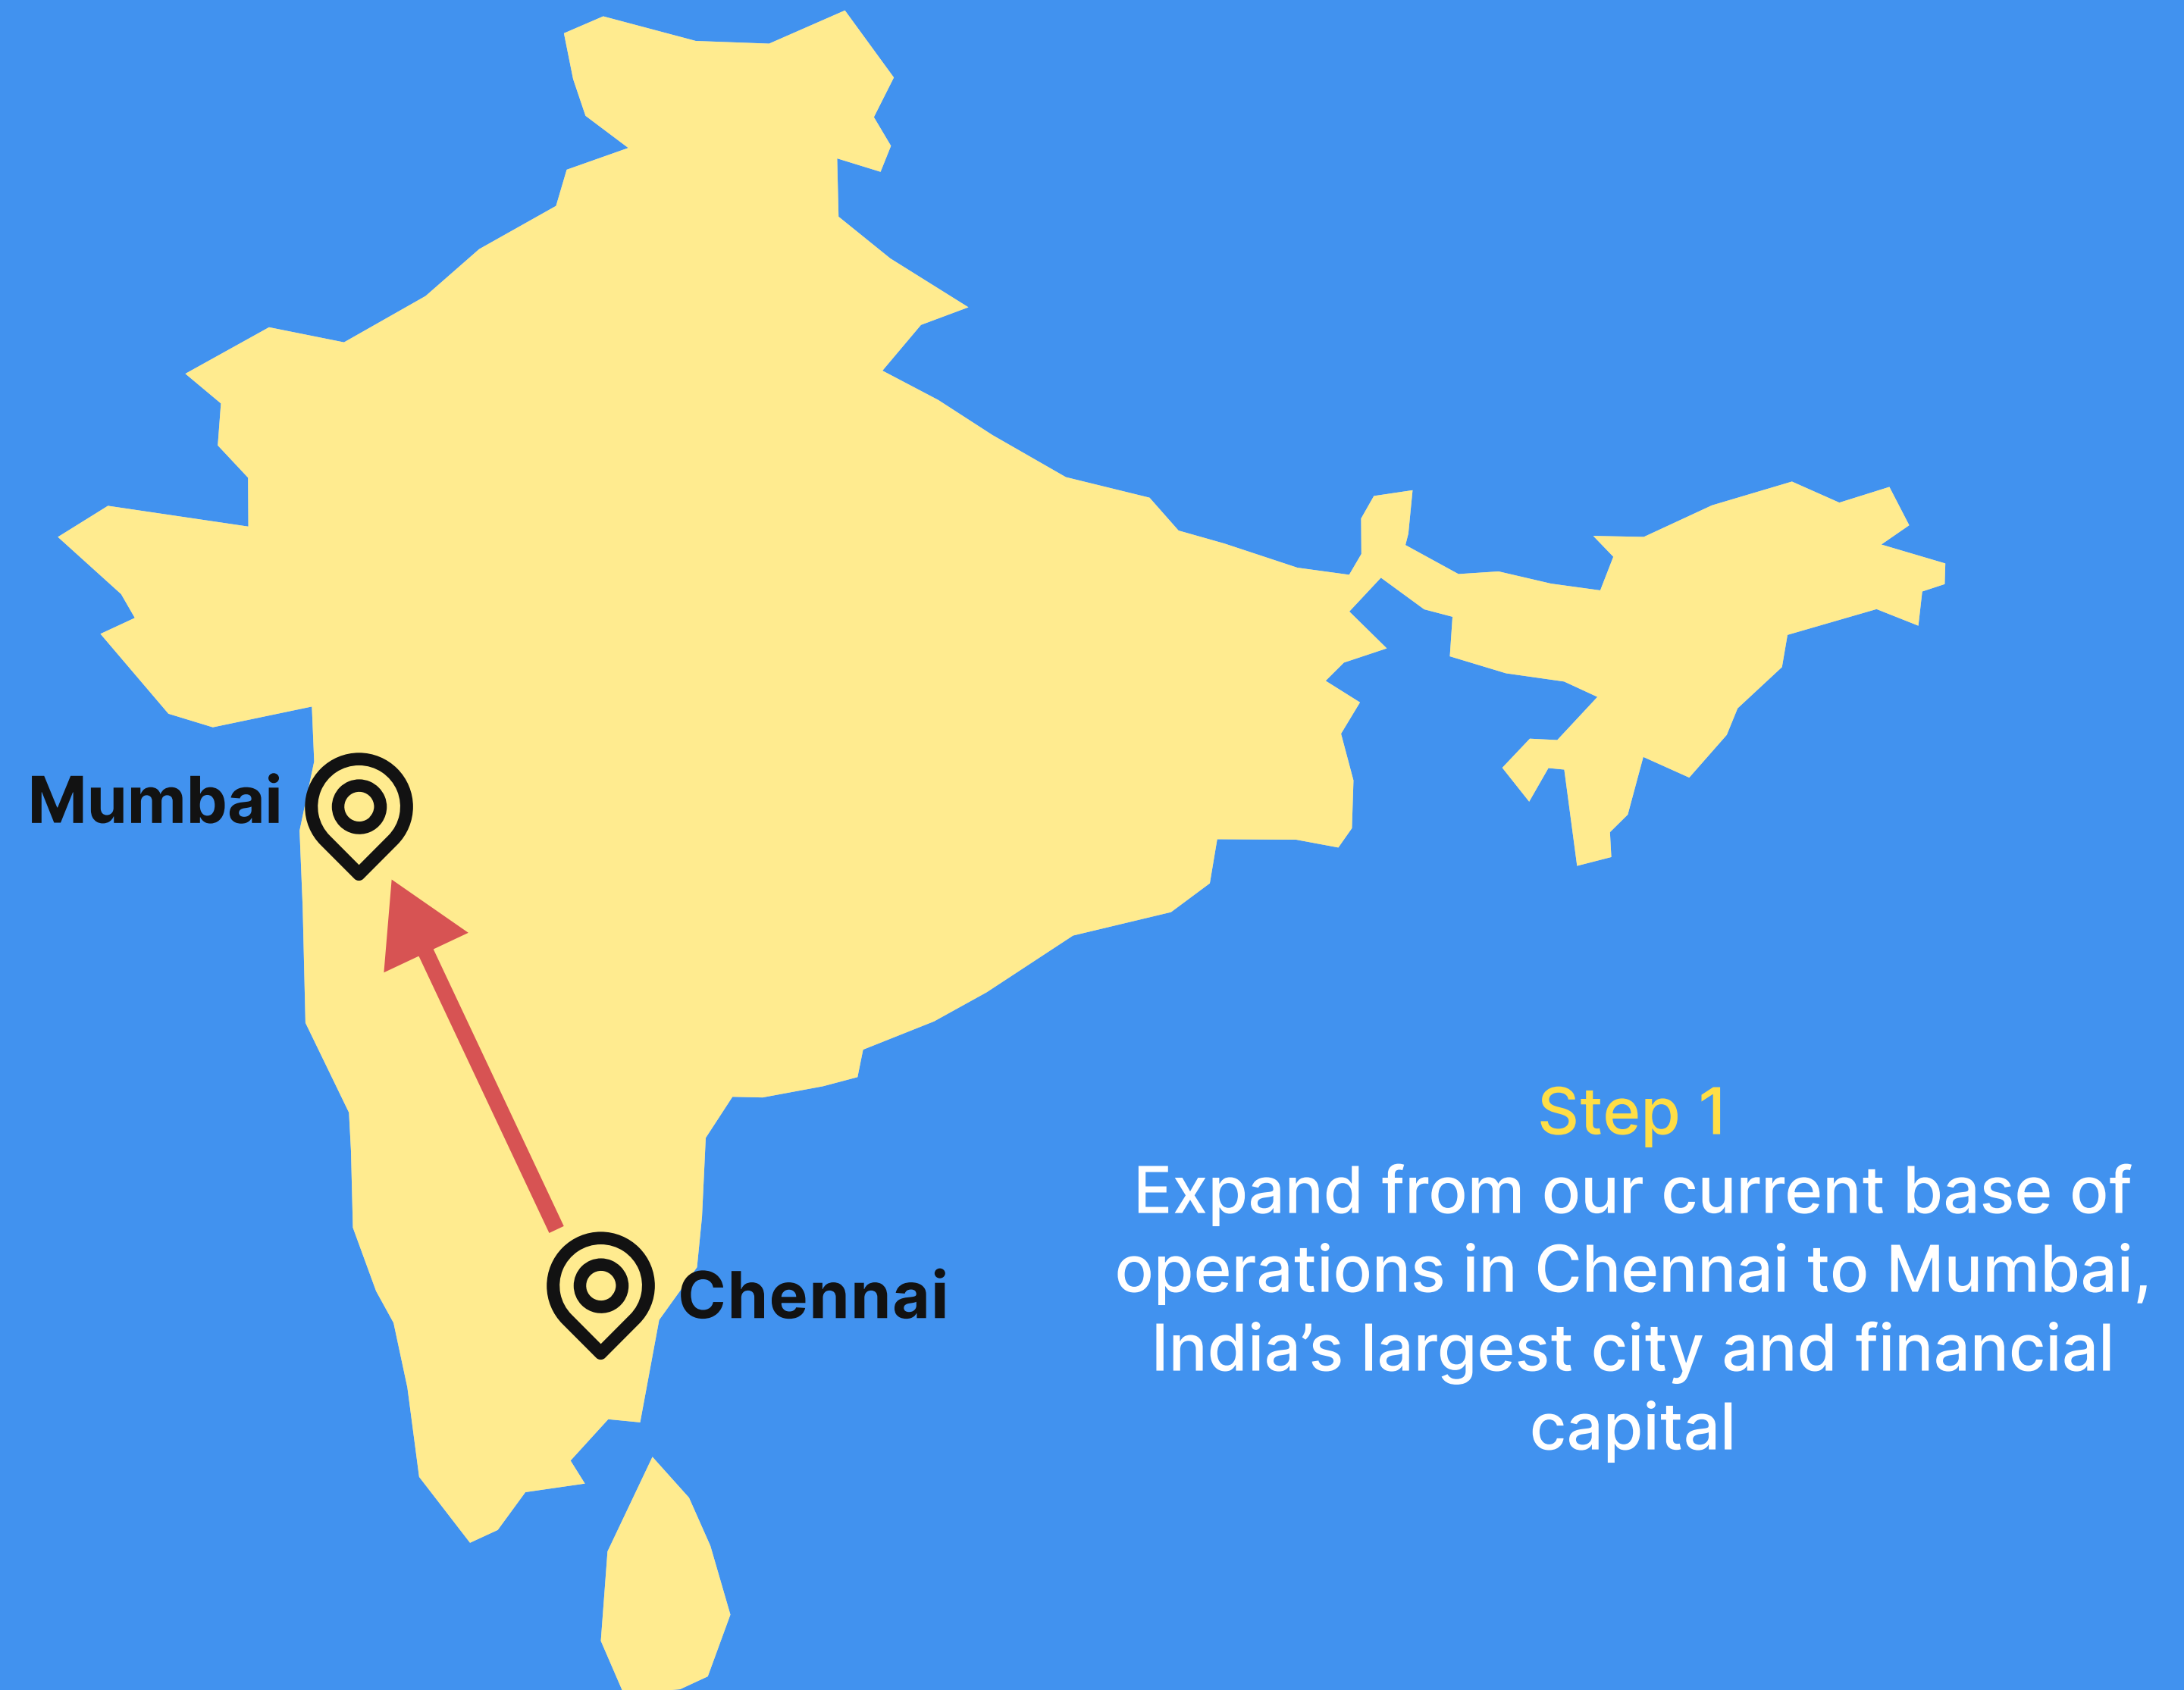 Mumbai
Chennai
Step 1
Expand from our current base of
operations in Chennai to Mumbai,
India’s largest city and financial
capital